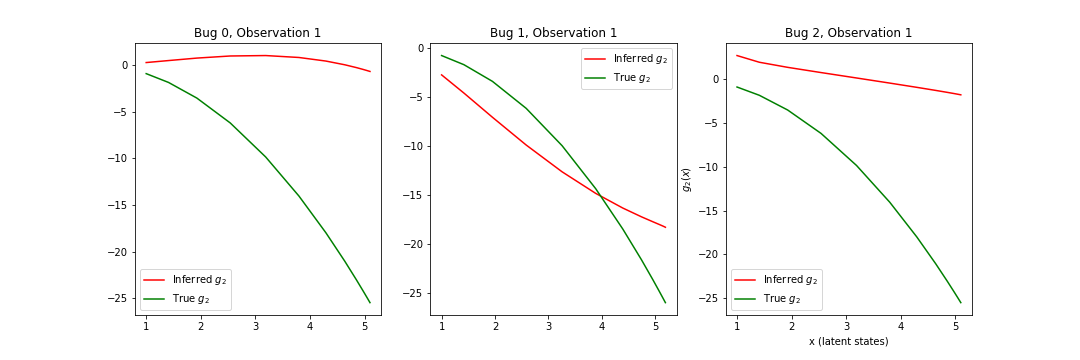 Bug 0, Observation 1
0
−5
−10
−15
−20
−25
1 2 3 4 5
Inferred g₂
True g₂
Bug 1, Observation 1
0
−5
−10
−15
−20
−25
1 2 3 4 5
Inferred g₂
True g₂
Bug 2, Observation 1
g₂(x)
0
−5
−10
−15
−20
−25
1 2 3 4 5
x (latent states)
Inferred g₂
True g₂